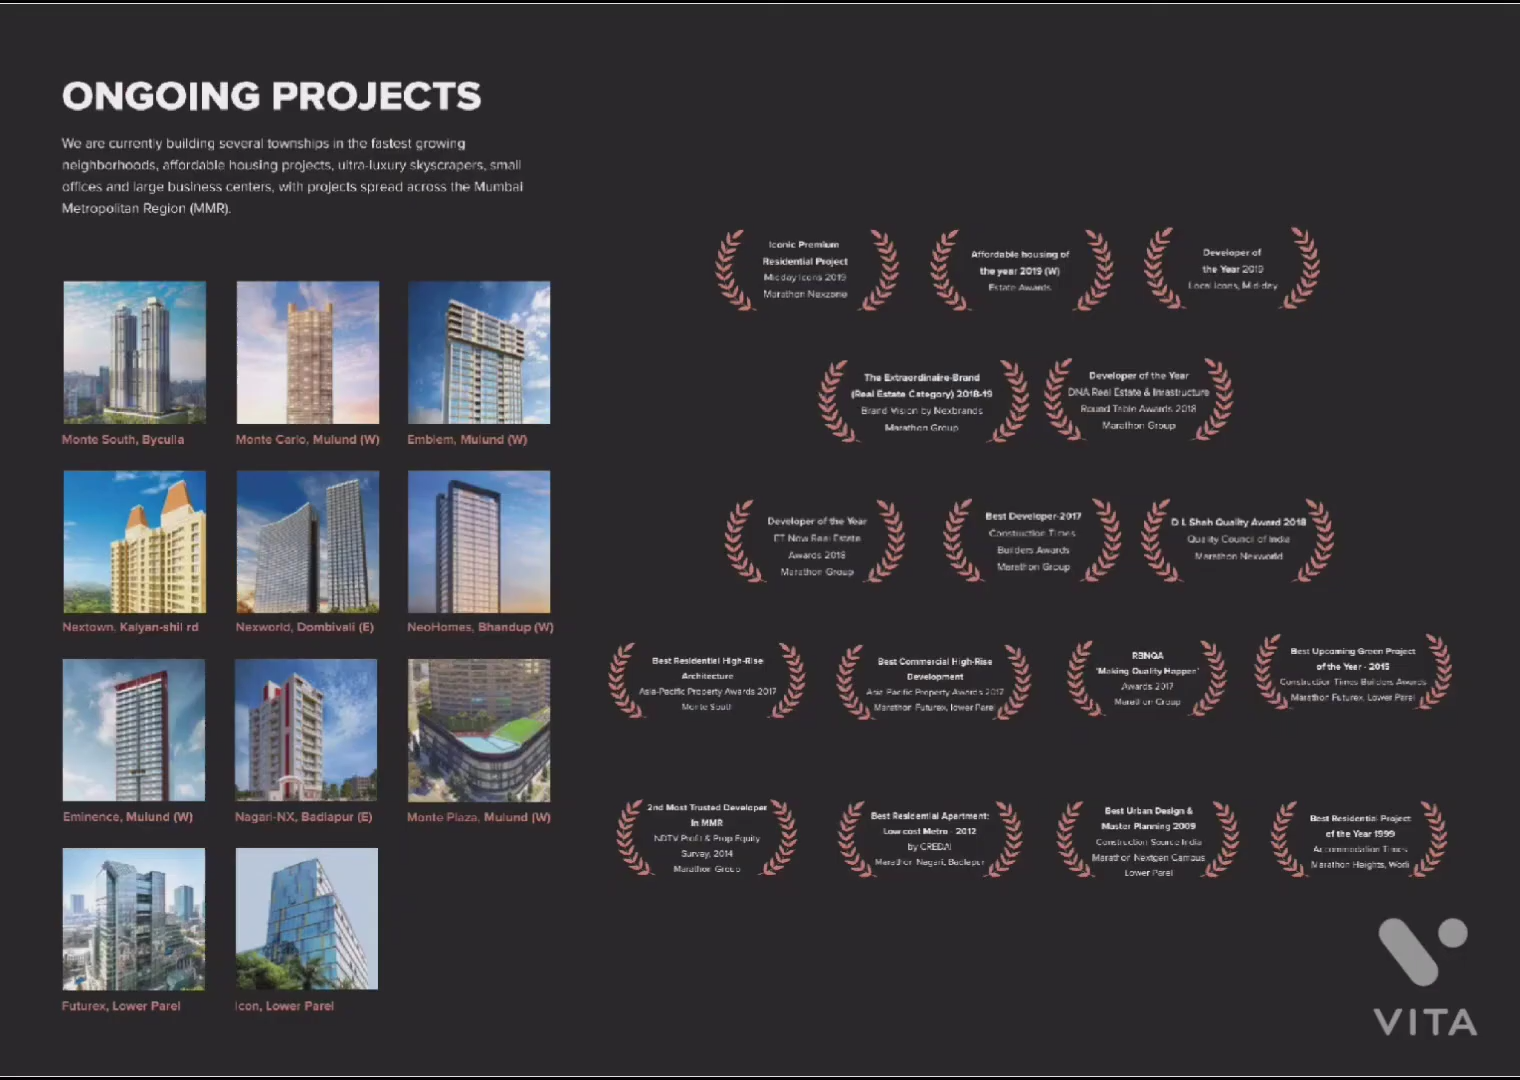 ONGOING PROJECTS
We are currently building several townships in the fastest growing
neighborhoods, affordable housing projects, ultra-luxury skyscrapers, small
offices and large business centers, with projects spread across the Mumbai
Metropolitan Region (MMR).
Monte South, Byculla
Monte Carlo, Mulund (W)
Emblem, Mulund (W)
Nextown, Kalyan-shil rd
Nexworld, Dombivali (E)
NeoHomes, Bhandup (W)
Eminence, Mulund (W)
Nagari-NX, Badlapur (E)
Monte Plaza, Mulund (W)
Futurex, Lower Parel
Icon, Lower Parel
Iconic Premium
Residential Project
Midday Icons 2019
Marathon Nexzone
Affordable housing of
the year 2019 (W)
Estate Awards
Developer of
the Year 2019
Local Icons, Mid-day
The Extraordinaire-Brand
(Real Estate Category) 2018-19
Brand Vision by Nexbrands
Marathon Group
Developer of the Year
DNA Real Estate & Inrastructure
Round Table Awards 2018
Marathon Group
Developer of the Year
ET Now Real Estate
Awards 2018
Marathon Group
Best Developer-2017
Construction Times
Builders Awards
Marathon Group
D L Shah Quality Award 2018
Quality Council of India
Marathon Nexworld
Best Residential High-Rise
Architecture
Asia-Pacific Property Awards 2017
Monte South
Best Commercial High-Rise
Development
Asia Pacific Property Awards 2017
Marathon Futurex, lower Parel
RBNQA
'Making Quality Happen'
Awards 2017
Marathon Group
Best Upcoming Green Project
of the Year - 2015
Construction Times Builders Awards
Marathon Futurex, Lower Parel
2nd Most Trusted Developer
in MMR
NDTV Profit & Prop Equity
Survey, 2014
Marathon Group
Best Residential Apartment:
Low cost Metro - 2012
by CREDAI
Marathon Nagari, Badlapur
Best Urban Design &
Master Planning 2009
Construction Source India
Marathon Nextgen Campus
Lower Parel
Best Residential Project
of the Year 1999
Accommodation Times
Marathon Heights, Worli
VITA